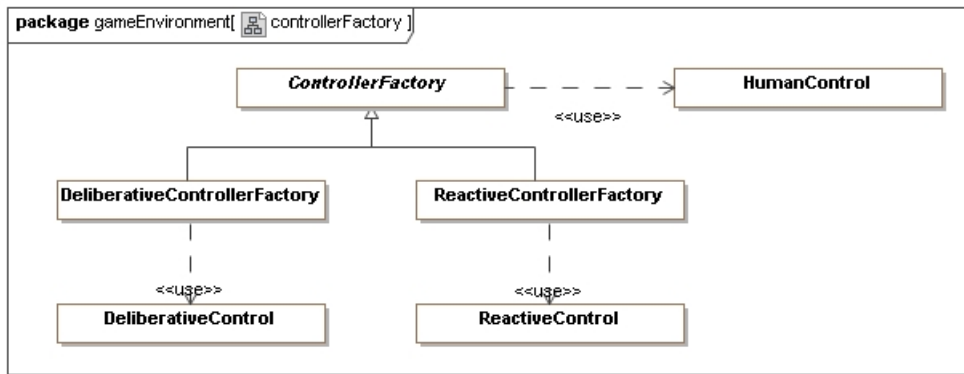 package gameEnvironment[ controllerFactory ]
ControllerFactory
HumanControl
<<use>>
DeliberativeControllerFactory
ReactiveControllerFactory
<<use>>
<<use>>
DeliberativeControl
ReactiveControl